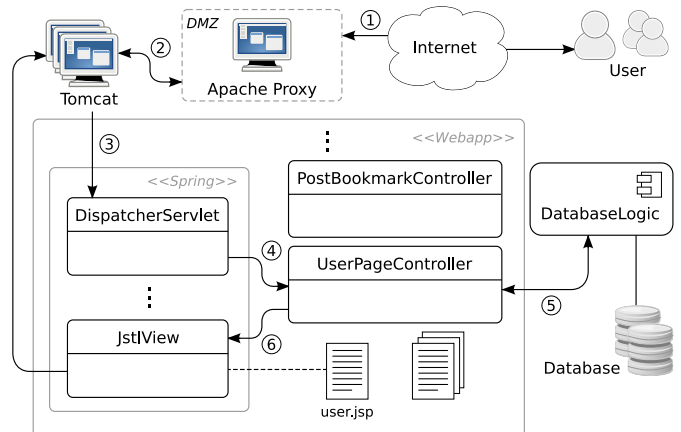 DMZ
①
②
Internet
Apache Proxy
User
Tomcat
③
<<Webapp>>
<<Spring>>
PostBookmarkController
DispatcherServlet
DatabaseLogic
④
UserPageController
⑤
JstlView
⑥
Database
user.jsp